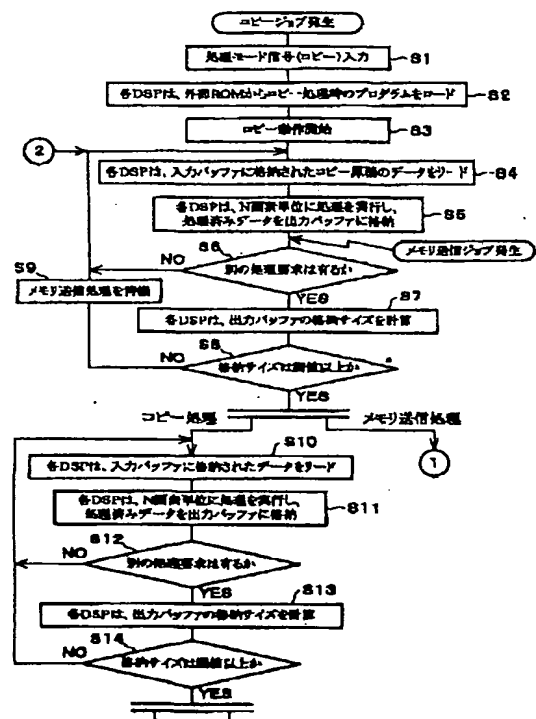 コピージョブ発生
処理モード信号(コピー)入力
S1
各DSPは、外部ROMからコピー処理時のプログラムをロード
S2
コピー動作開始
S3
2
各DSPは、入力バッファに格納されたコピー原稿のデータをリード
S4
各DSPは、N画素単位に処理を実行し、
処理済みデータを出力バッファに格納
S5
メモリ送信ジョブ発生
S6
別の処理要求は有るか
NO
YES
S9
メモリ送信処理を待機
S7
各DSPは、出力バッファの格納サイズを計算
S8
格納サイズは閾値以上か
NO
YES
コピー処理
メモリ送信処理
1
S10
各DSPは、入力バッファに格納されたデータをリード
各DSPは、N画素単位に処理を実行し、
処理済みデータを出力バッファに格納
S11
S12
別の処理要求は有るか
NO
YES
S13
各DSPは、出力バッファの格納サイズを計算
S14
格納サイズは閾値以上か
NO
YES